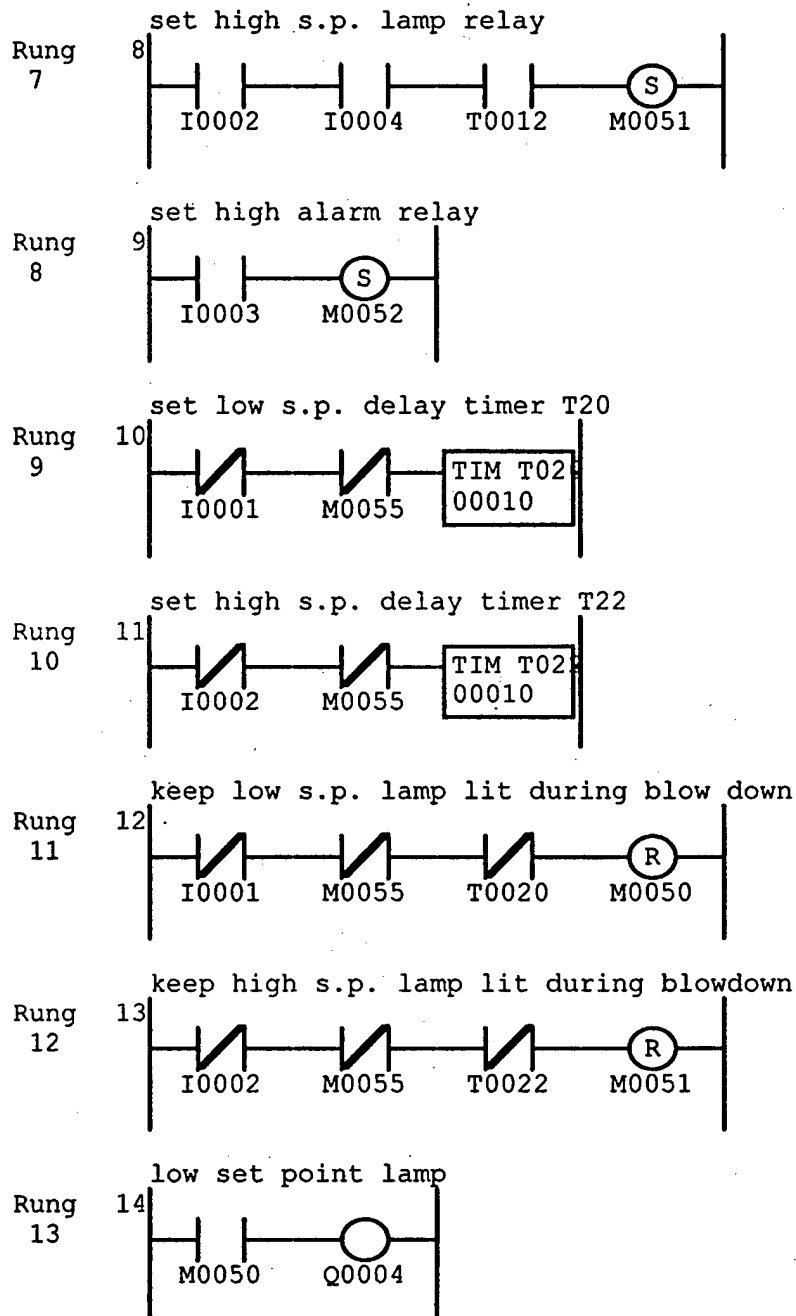 set high s.p. lamp relay
Rung 8
7
I0002 I0004 T0012 S M0051
set high alarm relay
Rung 9
8
S
I0003 M0052
set low s.p. delay timer T20
Rung 10
9
TIM T02
00010
I0001 M0055
set high s.p. delay timer T22
Rung 11
10
TIM T02
00010
I0002 M0055
keep low s.p. lamp lit during blow down
Rung 12
11
R
I0001 M0055 T0020 M0050
keep high s.p. lamp lit during blowdown
Rung 13
12
R
I0002 M0055 T0022 M0051
low set point lamp
Rung 14
13
M0050 Q0004